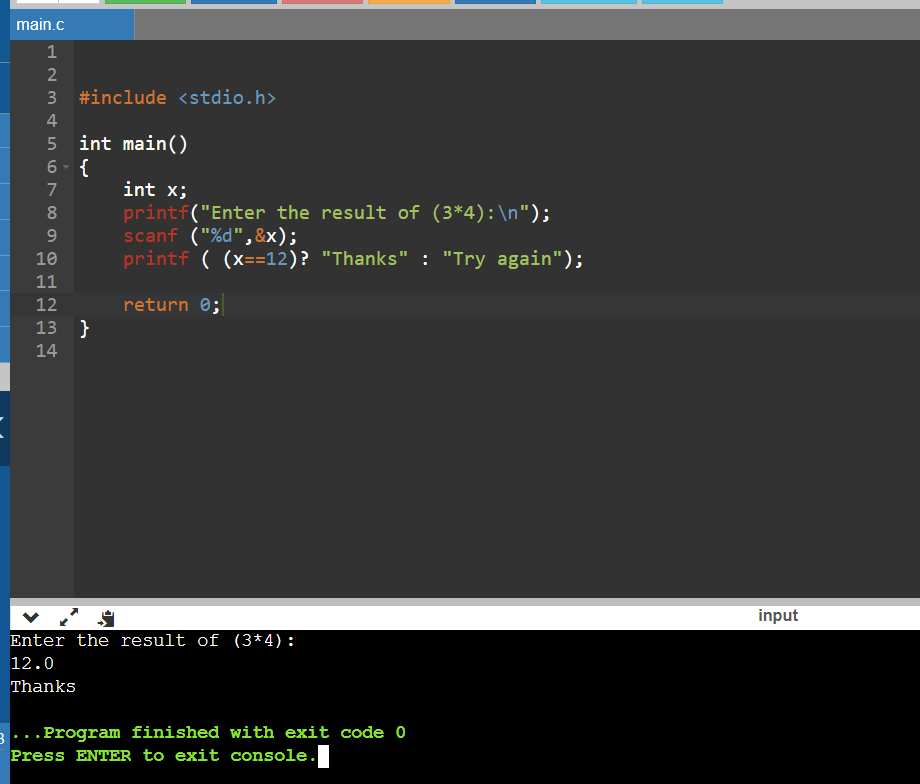 main.c
1
2
3 #include <stdio.h>
4
5 int main()
6 {
7 int x;
8 printf("Enter the result of (3*4):\n");
9 scanf ("%d",&x);
10 printf ( (x==12)? "Thanks" : "Try again");
11
12 return 0;
13 }
14
input
Enter the result of (3*4):
12.0
Thanks
...Program finished with exit code 0
Press ENTER to exit console.